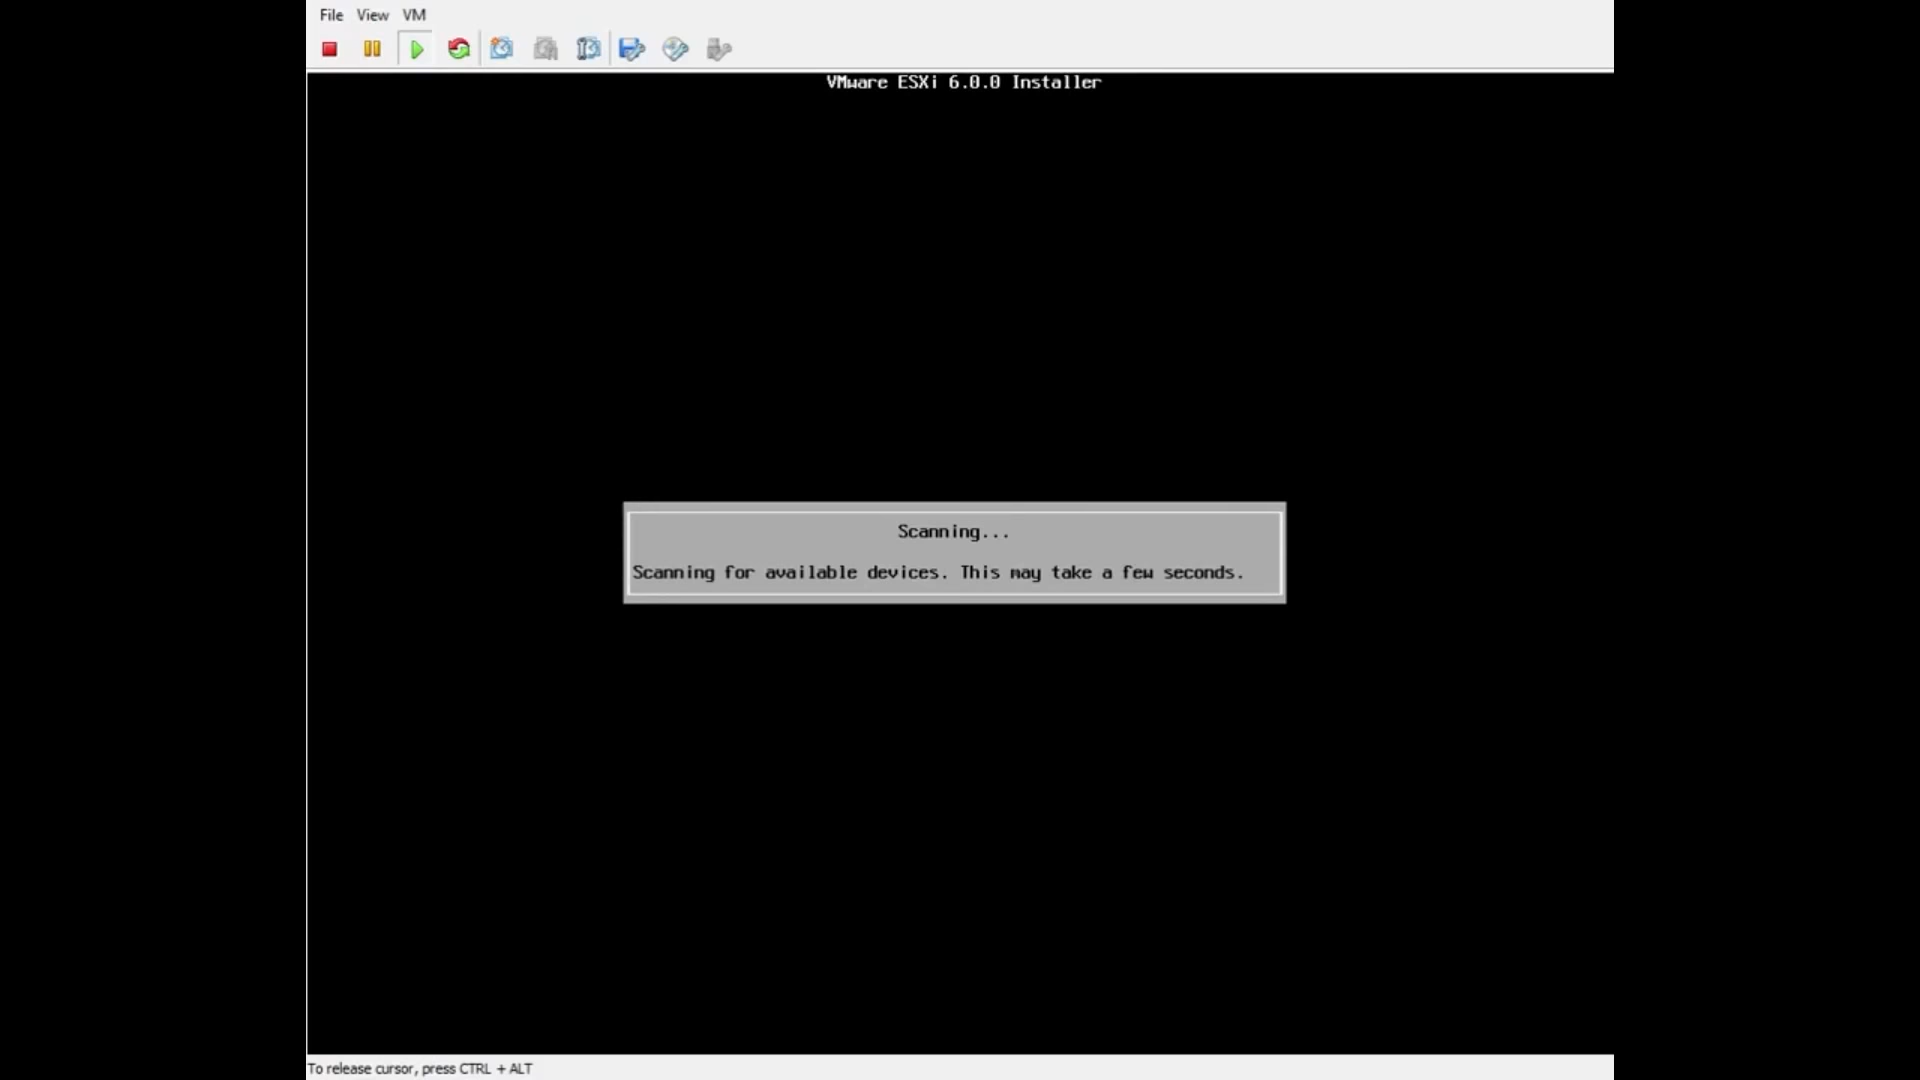 File View VM
VMware ESXi 6.0.0 Installer
Scanning...
Scanning for available devices. This may take a few seconds.
To release cursor, press CTRL + ALT